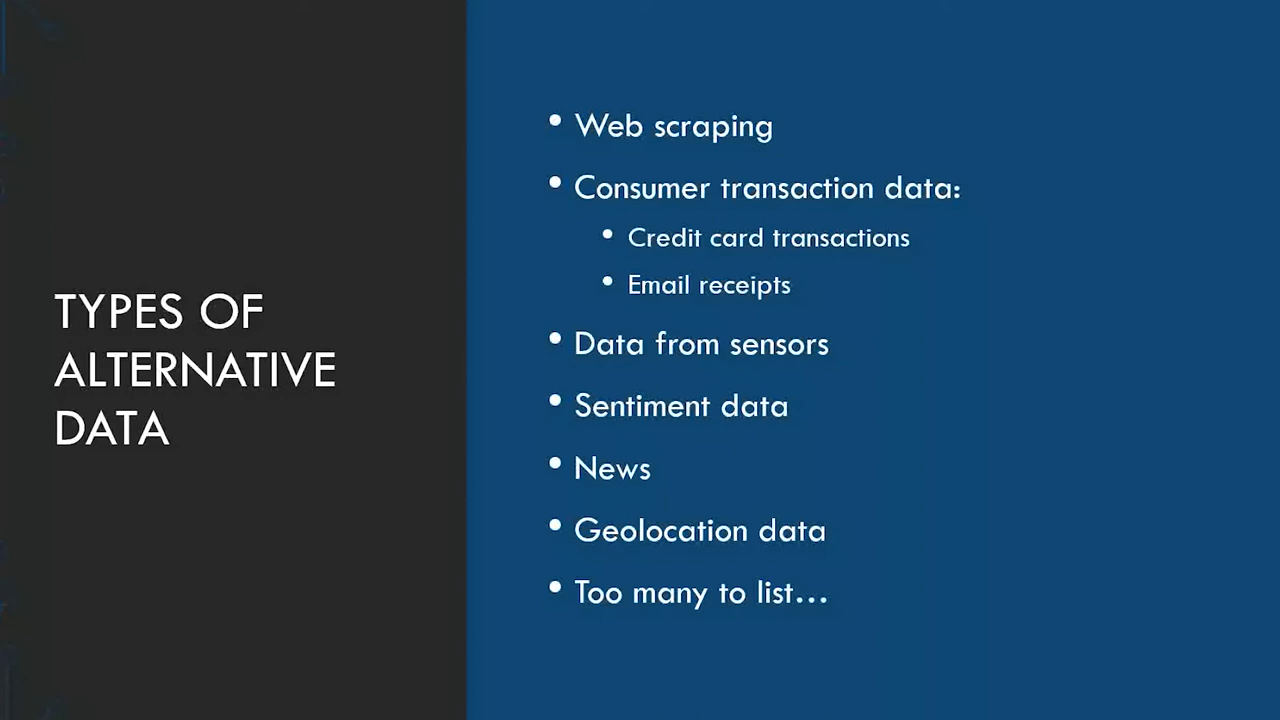 TYPES OF
ALTERNATIVE
DATA
• Web scraping
• Consumer transaction data:
• Credit card transactions
• Email receipts
• Data from sensors
• Sentiment data
• News
• Geolocation data
• Too many to list...